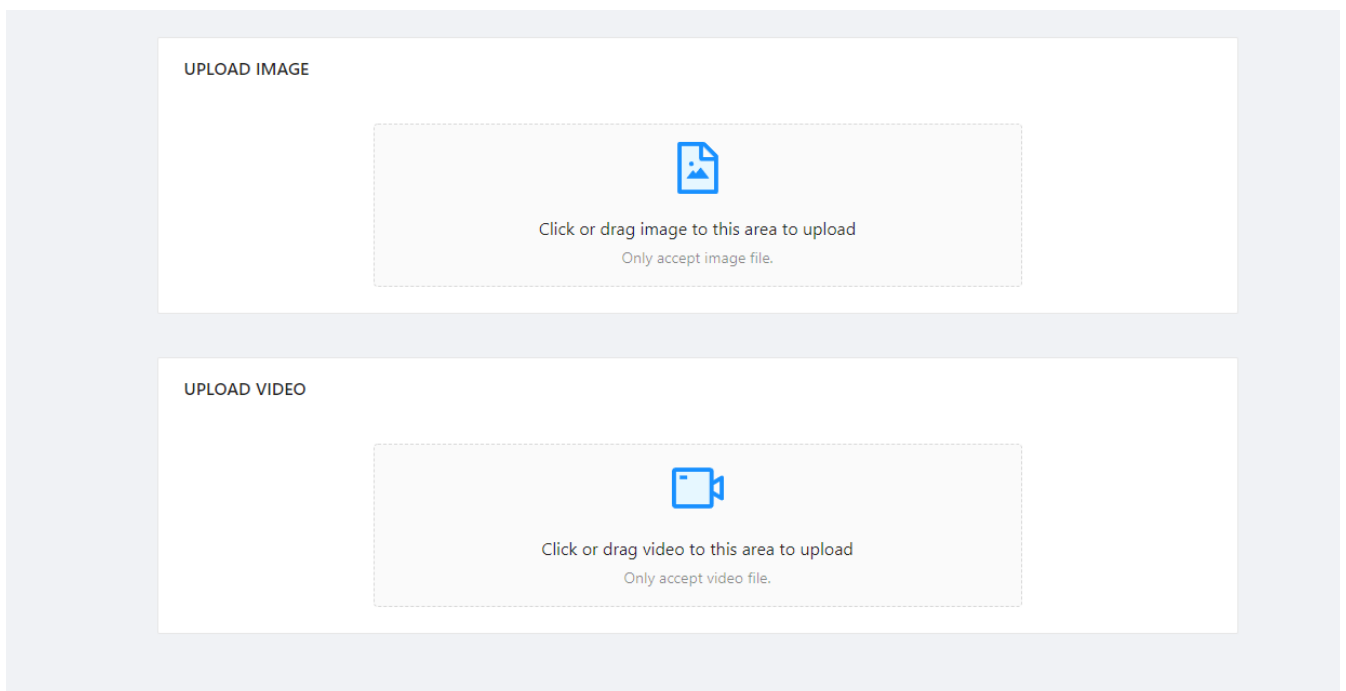 UPLOAD IMAGE
Click or drag image to this area to upload
Only accept image file.
UPLOAD VIDEO
Click or drag video to this area to upload
Only accept video file.